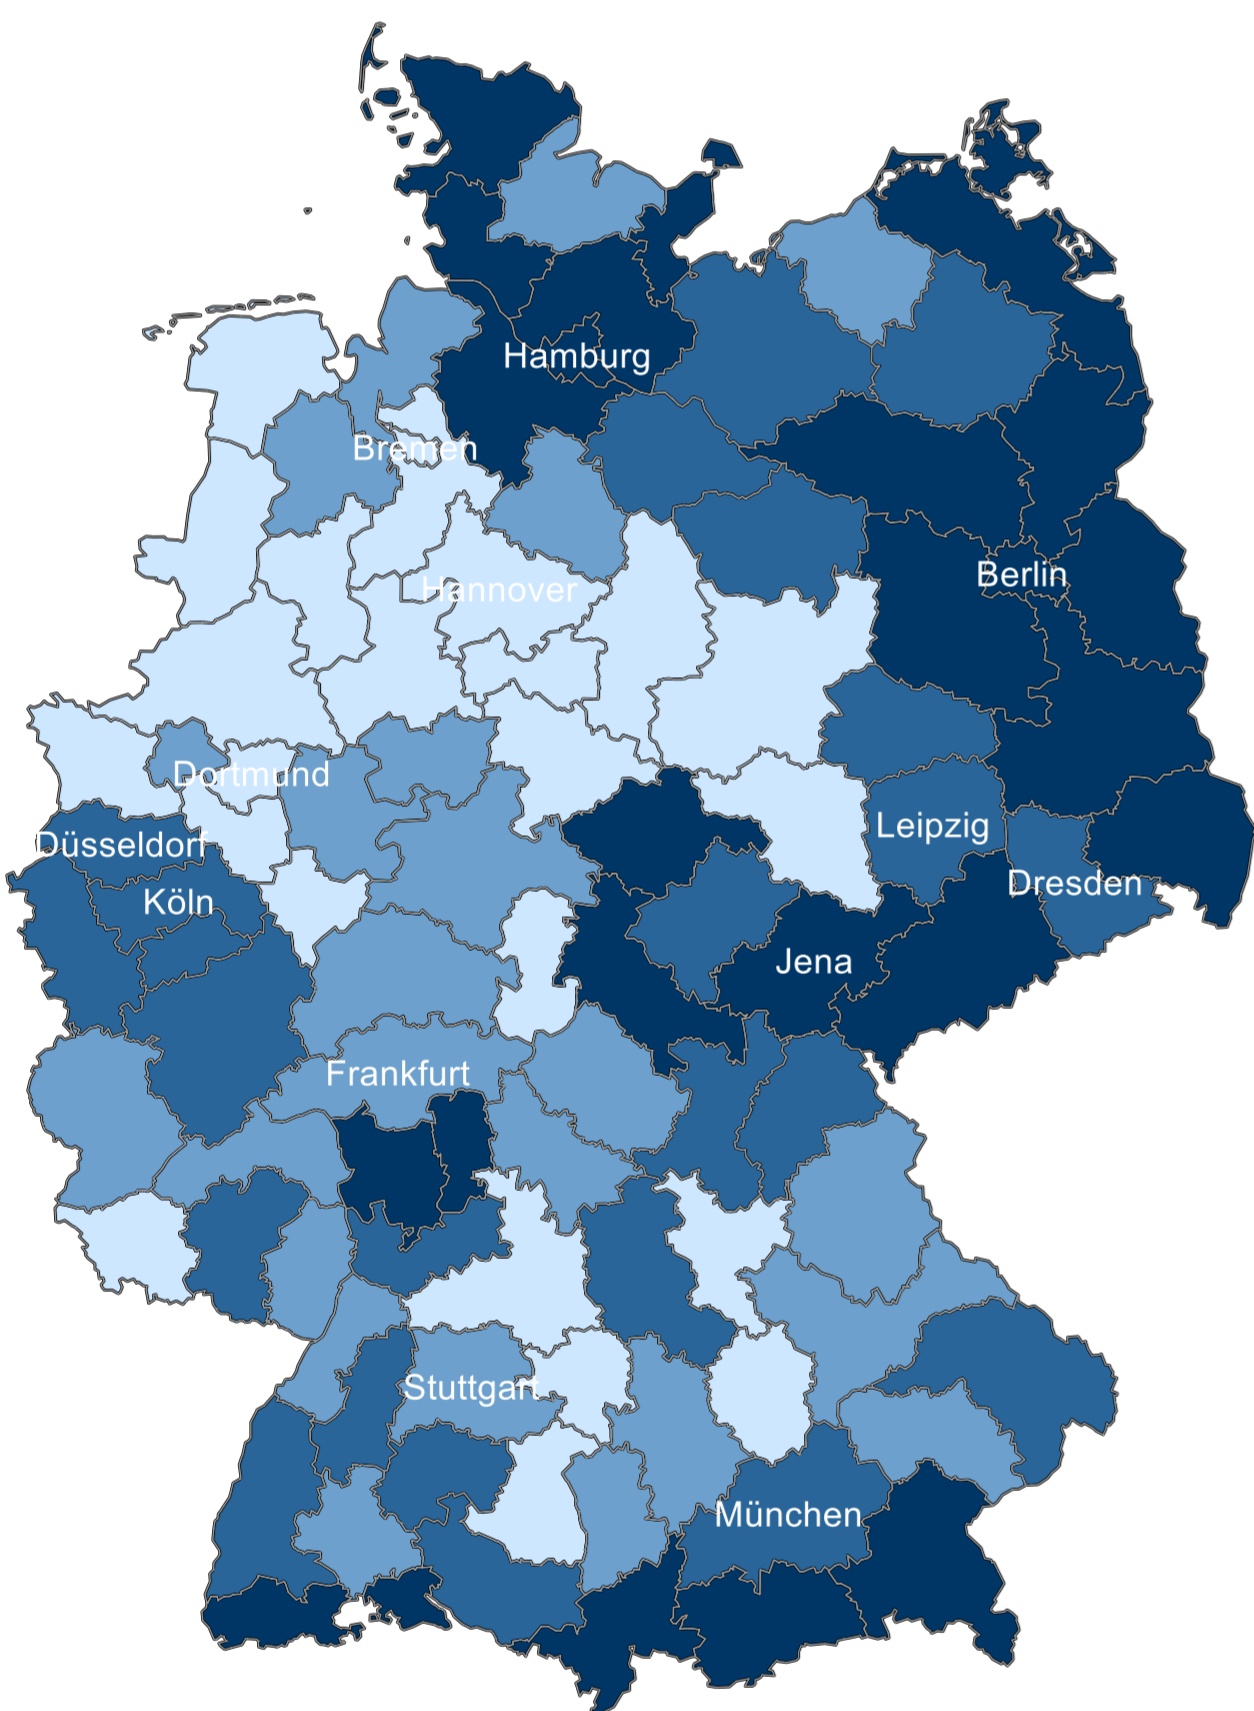 Hamburg
Bremen
Berlin
Hannover
Dortmund
Leipzig
Düsseldorf
Dresden
Köln
Jena
Frankfurt
Stuttgart
München